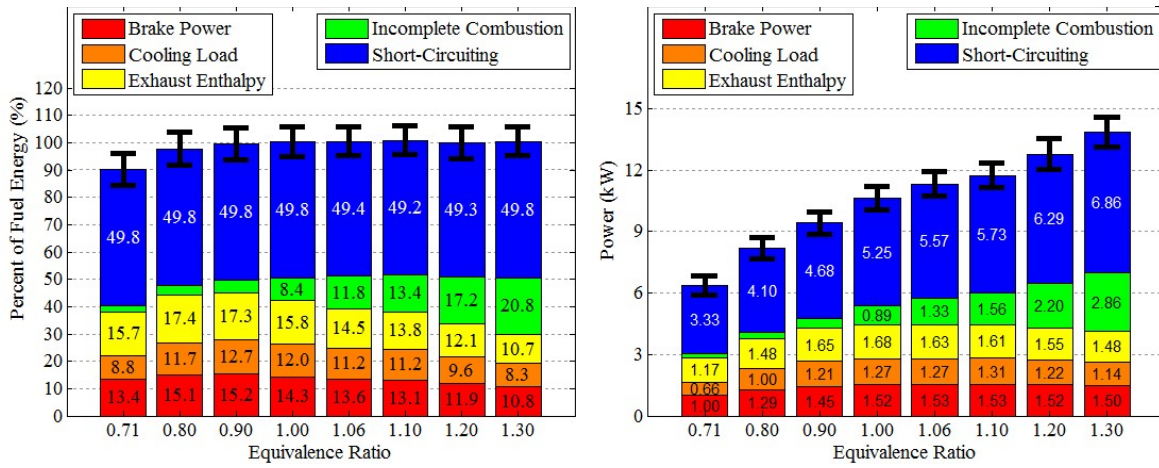 Brake Power
Cooling Load
Exhaust Enthalpy
Incomplete Combustion
Short-Circuiting
Percent of Fuel Energy (%)
120
110
100
90
80
70
60
50
40
30
20
10
0
49.8 49.8 49.8 49.8 49.4 49.2 49.3 49.8
8.4 11.8 13.4 17.2 20.8
15.7 17.4 17.3 15.8 14.5 13.8 12.1 10.7
8.8 11.7 12.7 12.0 11.2 11.2 9.6 8.3
13.4 15.1 15.2 14.3 13.6 13.1 11.9 10.8
0.71 0.80 0.90 1.00 1.06 1.10 1.20 1.30
Equivalence Ratio
Brake Power
Cooling Load
Exhaust Enthalpy
Incomplete Combustion
Short-Circuiting
Power (kW)
15
12
9
6
3
0
3.33 4.10 4.68 5.25 5.57 5.73 6.29 6.86
0.89 1.33 1.56 2.20 2.86
1.17 1.48 1.65 1.68 1.63 1.61 1.55 1.48
0.66 1.00 1.21 1.27 1.27 1.31 1.22 1.14
1.00 1.29 1.45 1.52 1.53 1.53 1.52 1.50
0.71 0.80 0.90 1.00 1.06 1.10 1.20 1.30
Equivalence Ratio